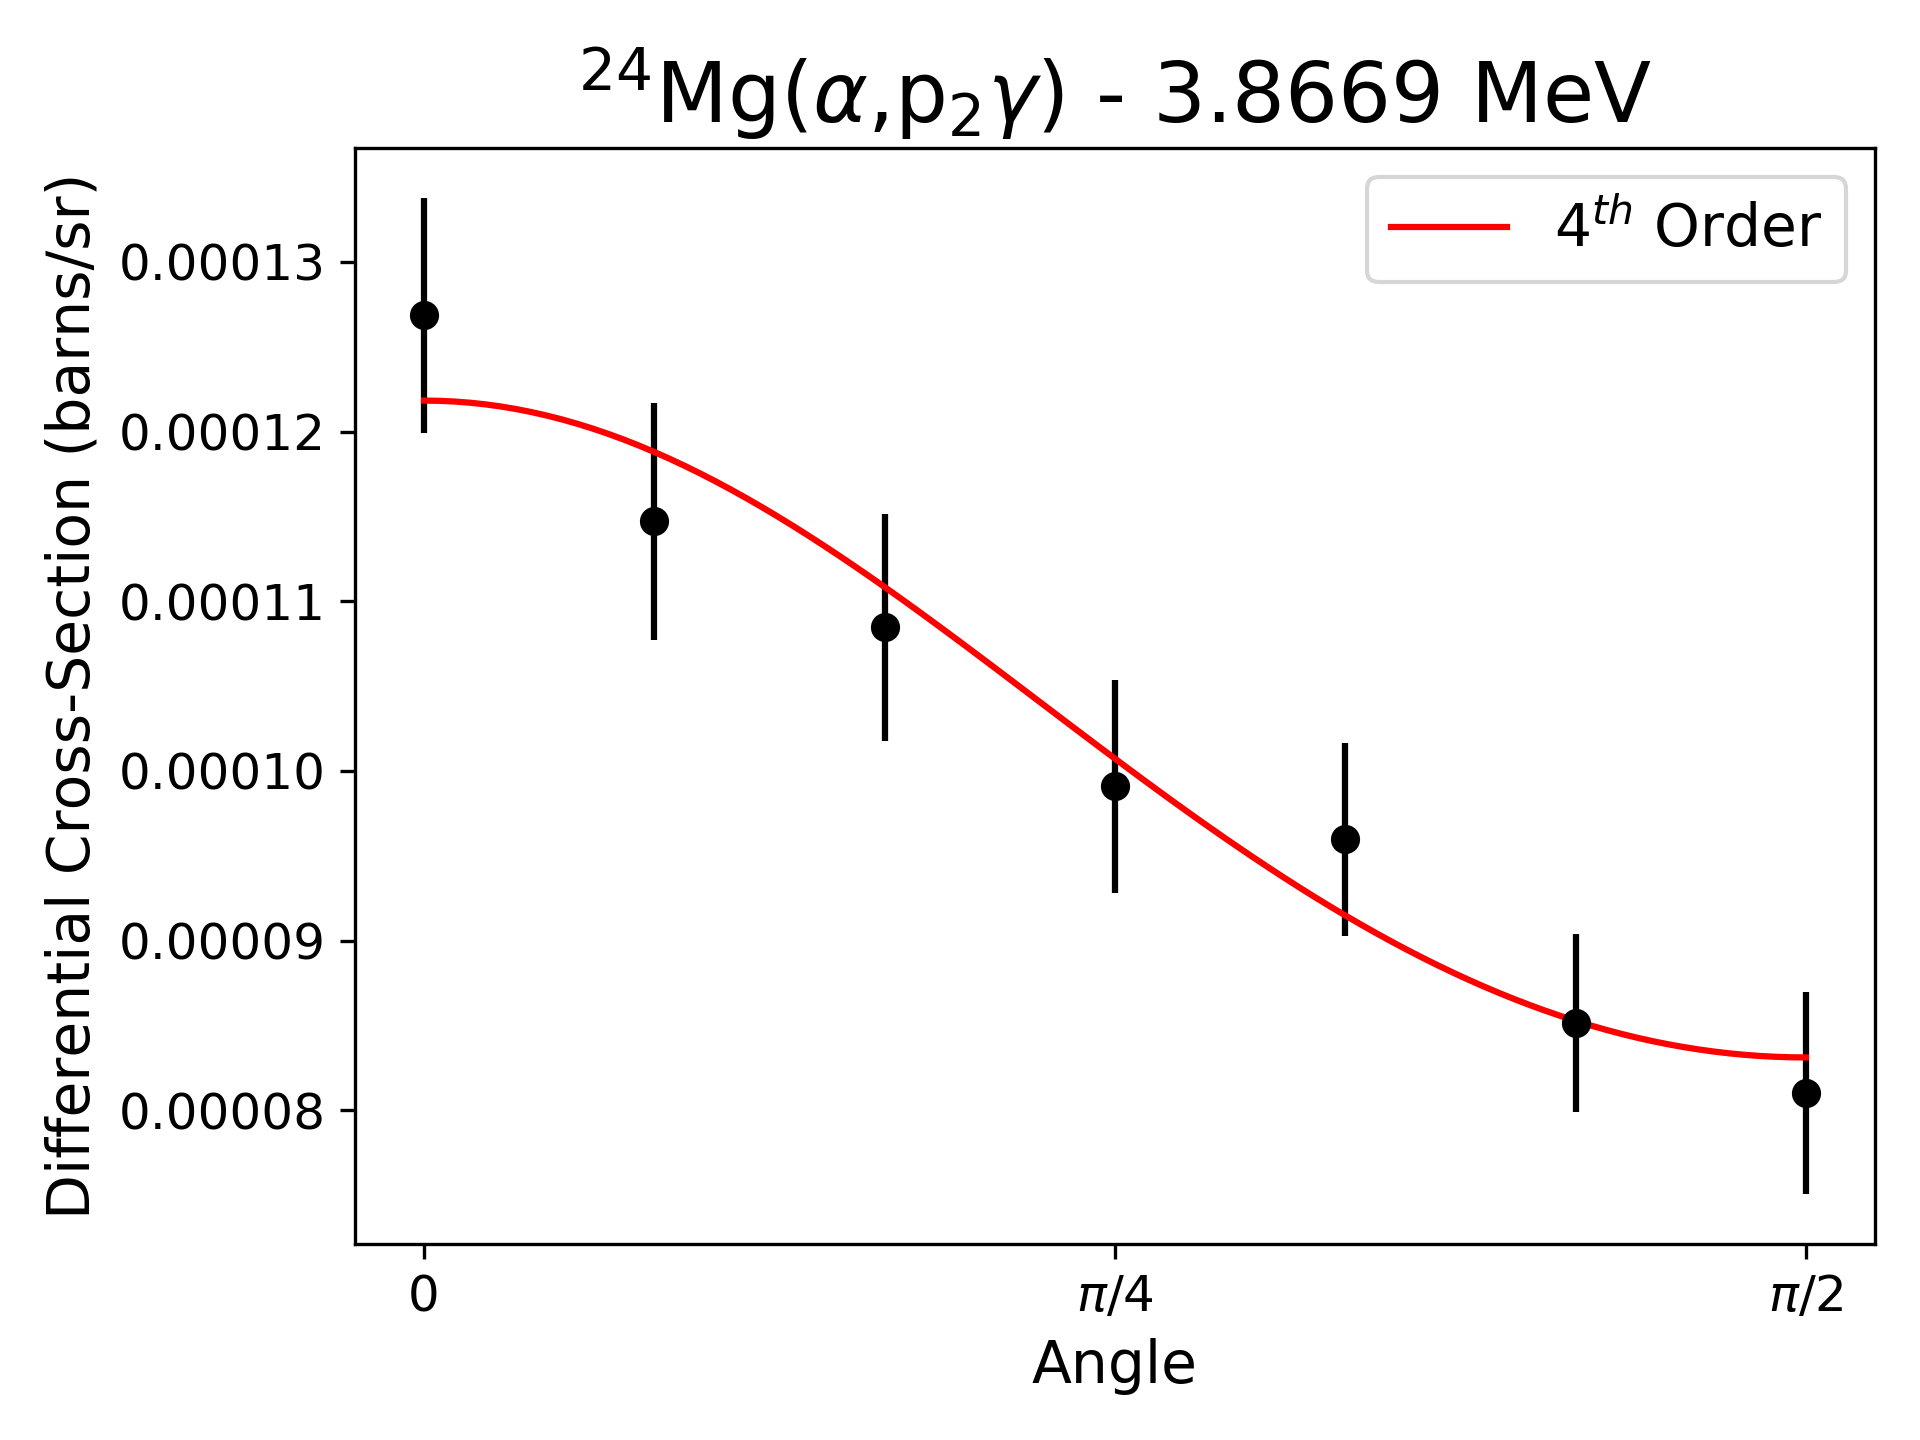 ²⁴Mg(α,p₂γ) - 3.8669 MeV
Differential Cross-Section (barns/sr)
0.00013
0.00012
0.00011
0.00010
0.00009
0.00008
4ᵗʰ Order
0 π/4 π/2
Angle